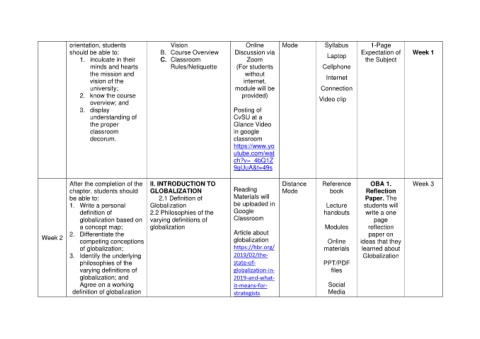 orientation, students
should be able to:
1. inculcate in their
minds and hearts
the mission and
vision of the
university;
2. know the course
overview; and
3. display
understanding of
the proper
classroom
decorum.
Vision
B. Course Overview
C. Classroom
Rules/Netiquette
Online
Discussion via
Zoom
(For students
without
internet,
module will be
provided)
Posting of
CvSU at a
Glance Video
in google
classroom
https://www.yo
utube.com/wat
ch?v=_4bQ1Z
9gUuA&t=49s
Mode
Syllabus
Laptop
Cellphone
Internet
Connection
Video clip
1-Page
Expectation of
the Subject
Week 1
Week 2
After the completion of the
chapter, students should
be able to:
1. Write a personal
definition of
globalization based on
a concept map;
2. Differentiate the
competing conceptions
of globalization;
3. Identify the underlying
philosophies of the
varying definitions of
globalization; and
Agree on a working
definition of globalization
II. INTRODUCTION TO
GLOBALIZATION
2.1 Definition of
Globalization
2.2 Philosophies of the
varying definitions of
globalization
Reading
Materials will
be uploaded in
Google
Classroom
Article about
globalization
https://hbr.org/
2019/02/the-
state-of-
globalization-in-
2019-and-what-
it-means-for-
strategists
Distance
Mode
Reference
book
Lecture
handouts
Modules
Online
materials
PPT/PDF
files
Social
Media
OBA 1.
Reflection
Paper. The
students will
write a one
page
reflection
paper on
ideas that they
learned about
Globalization
Week 3